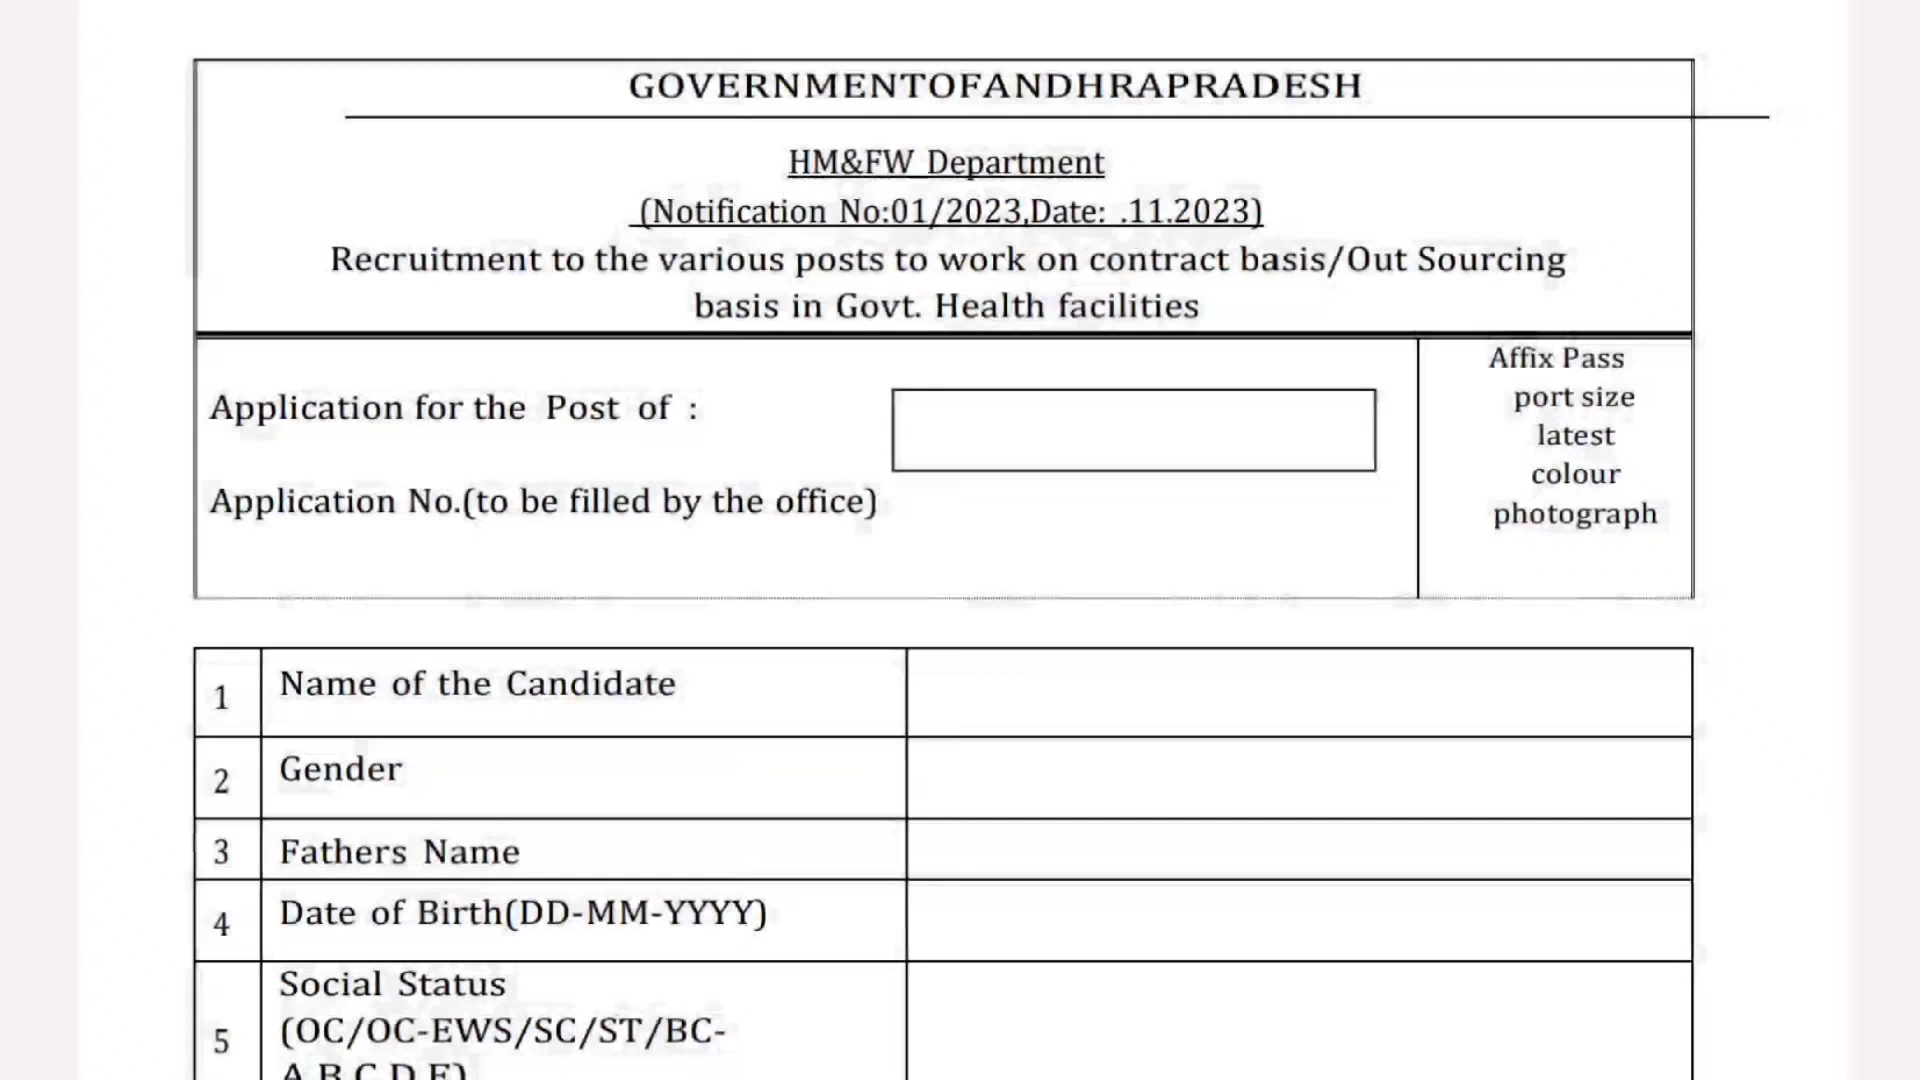 GOVERNMENTOFANDHRAPRADESH
HM&FW Department
(Notification No:01/2023,Date: .11.2023)
Recruitment to the various posts to work on contract basis/Out Sourcing
basis in Govt. Health facilities
Application for the Post of :
Application No.(to be filled by the office)
Affix Pass
port size
latest
colour
photograph
1 Name of the Candidate
2 Gender
3 Fathers Name
4 Date of Birth(DD-MM-YYYY)
5 Social Status
(OC/OC-EWS/SC/ST/BC-
A,B,C,D,E)